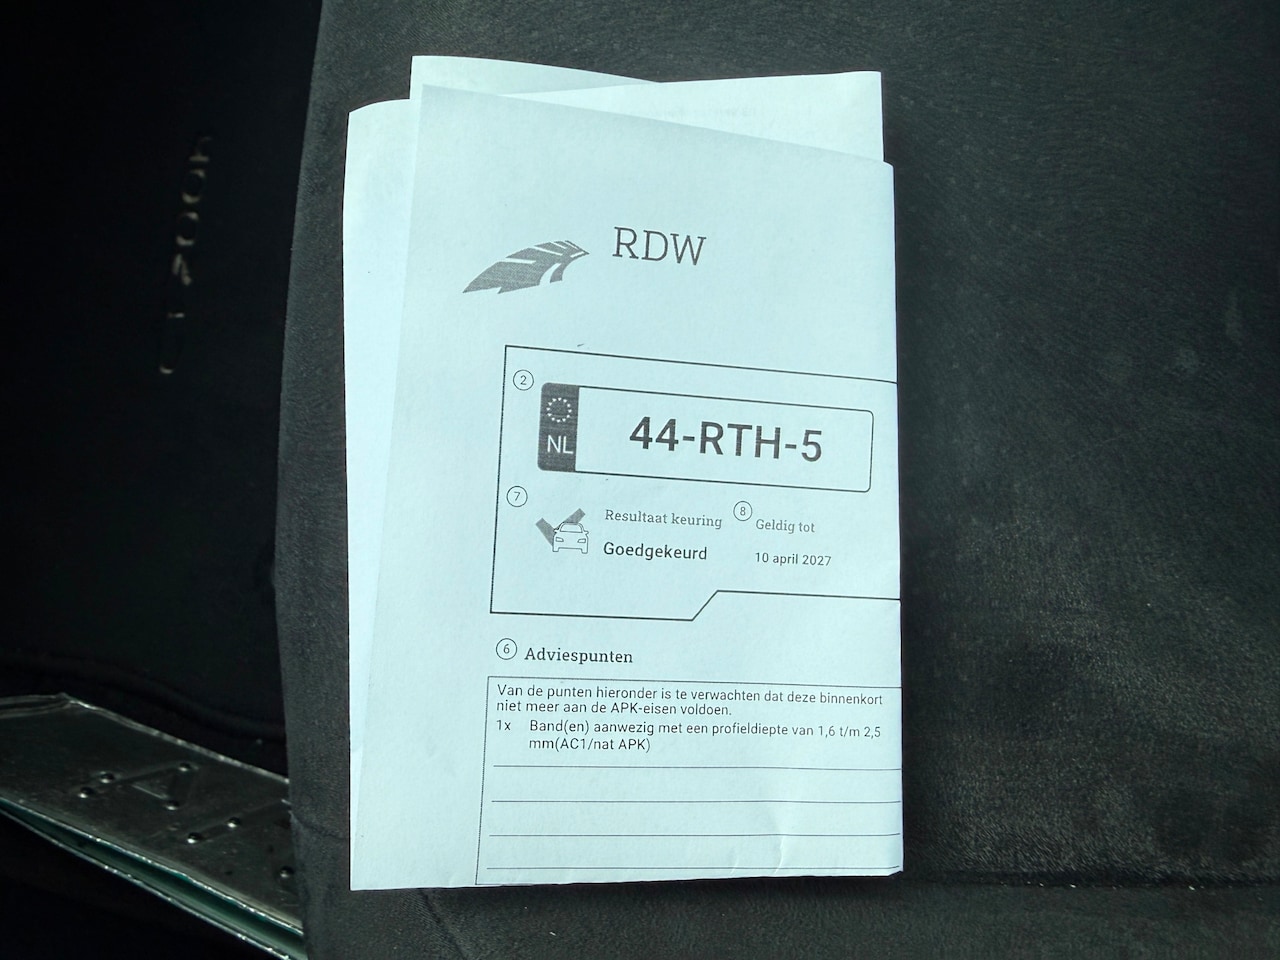 RDW
2
NL
44-RTH-5
7
Resultaat keuring
8
Geldig tot
Goedgekeurd
10 april 2027
6 Adviespunten
Van de punten hieronder is te verwachten dat deze binnenkort
niet meer aan de APK-eisen voldoen.
1x Band(en) aanwezig met een profieldiepte van 1,6 t/m 2,5
mm(AC1/nat APK)